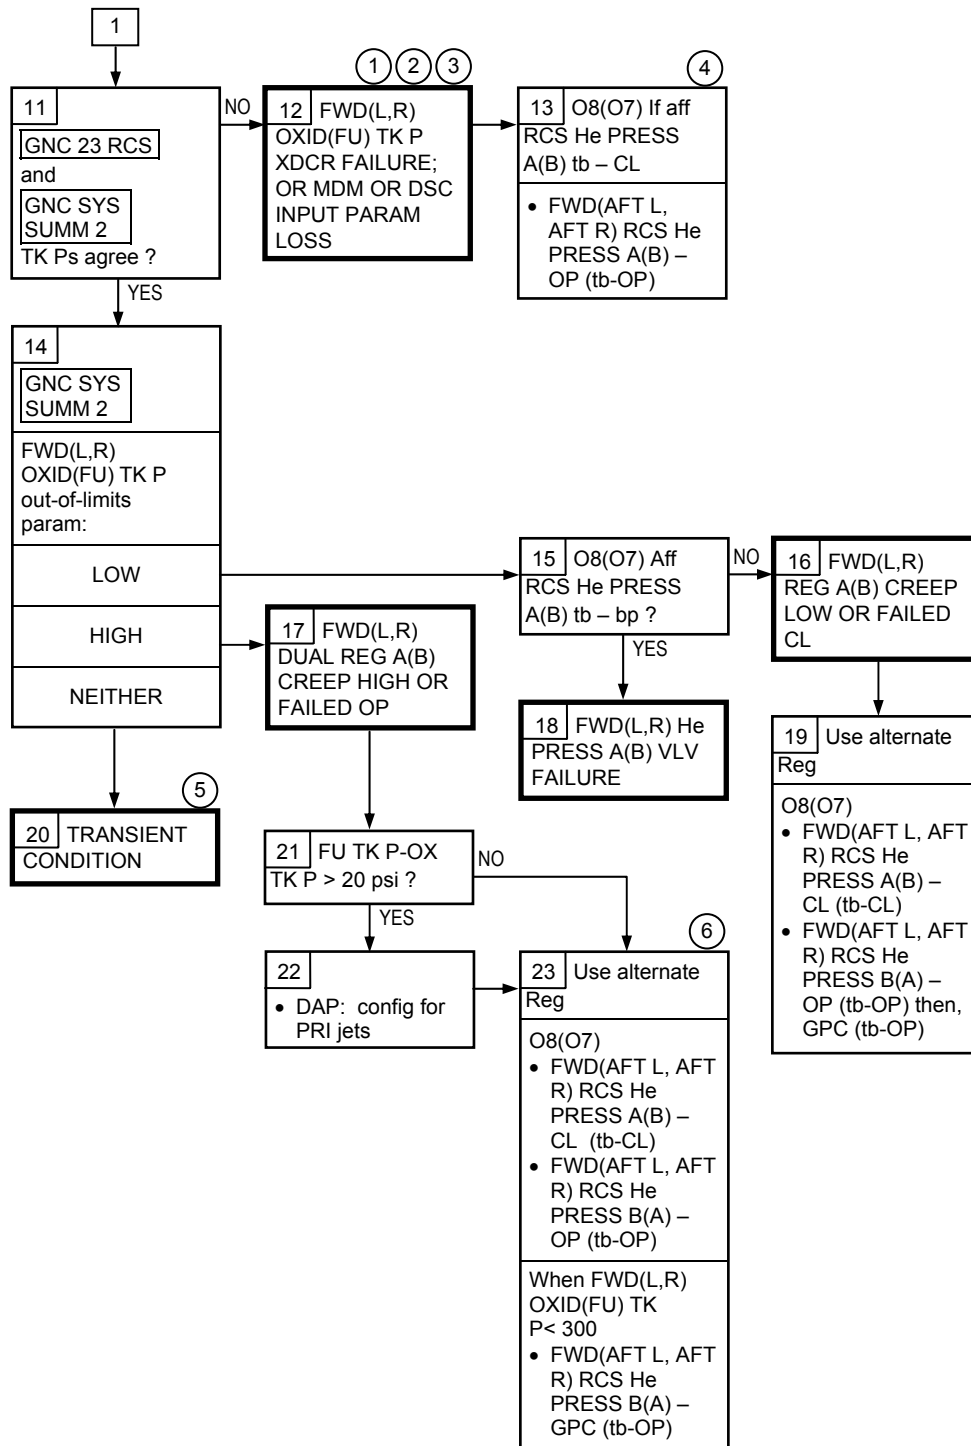 1
1 2 3
4
11
GNC 23 RCS
and
GNC SYS
SUMM 2
TK Ps agree ?
NO
YES
12 FWD(L,R)
OXID(FU) TK P
XDCR FAILURE;
OR MDM OR DSC
INPUT PARAM
LOSS
13 O8(O7) If aff
RCS He PRESS
A(B) tb – CL
• FWD(AFT L,
AFT R) RCS He
PRESS A(B) –
OP (tb-OP)
14
GNC SYS
SUMM 2
FWD(L,R)
OXID(FU) TK P
out-of-limits
param:
LOW
HIGH
NEITHER
15 O8(O7) Aff
RCS He PRESS
A(B) tb – bp ?
NO
YES
16 FWD(L,R)
REG A(B) CREEP
LOW OR FAILED
CL
17 FWD(L,R)
DUAL REG A(B)
CREEP HIGH OR
FAILED OP
18 FWD(L,R) He
PRESS A(B) VLV
FAILURE
19 Use alternate
Reg
O8(O7)
• FWD(AFT L, AFT
R) RCS He
PRESS A(B) –
CL (tb-CL)
• FWD(AFT L, AFT
R) RCS He
PRESS B(A) –
OP (tb-OP) then,
GPC (tb-OP)
5
20 TRANSIENT
CONDITION
21 FU TK P-OX
TK P > 20 psi ?
NO
YES
22
• DAP: config for
PRI jets
6
23 Use alternate
Reg
O8(O7)
• FWD(AFT L, AFT
R) RCS He
PRESS A(B) –
CL (tb-CL)
• FWD(AFT L, AFT
R) RCS He
PRESS B(A) –
OP (tb-OP)
When FWD(L,R)
OXID(FU) TK
P< 300
• FWD(AFT L, AFT
R) RCS He
PRESS B(A) –
GPC (tb-OP)